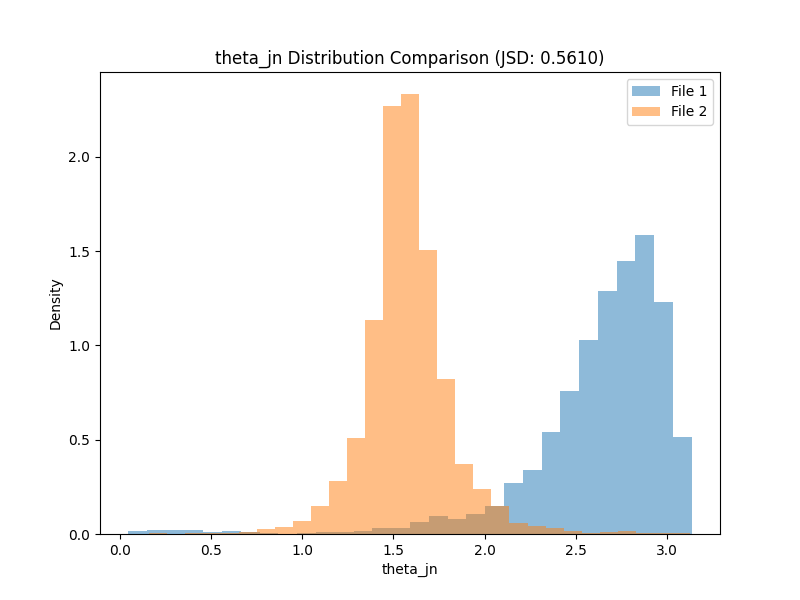 theta_jn Distribution Comparison (JSD: 0.5610)
File 1
File 2
Density
2.0
1.5
1.0
0.5
0.0
0.0 0.5 1.0 1.5 2.0 2.5 3.0
theta_jn